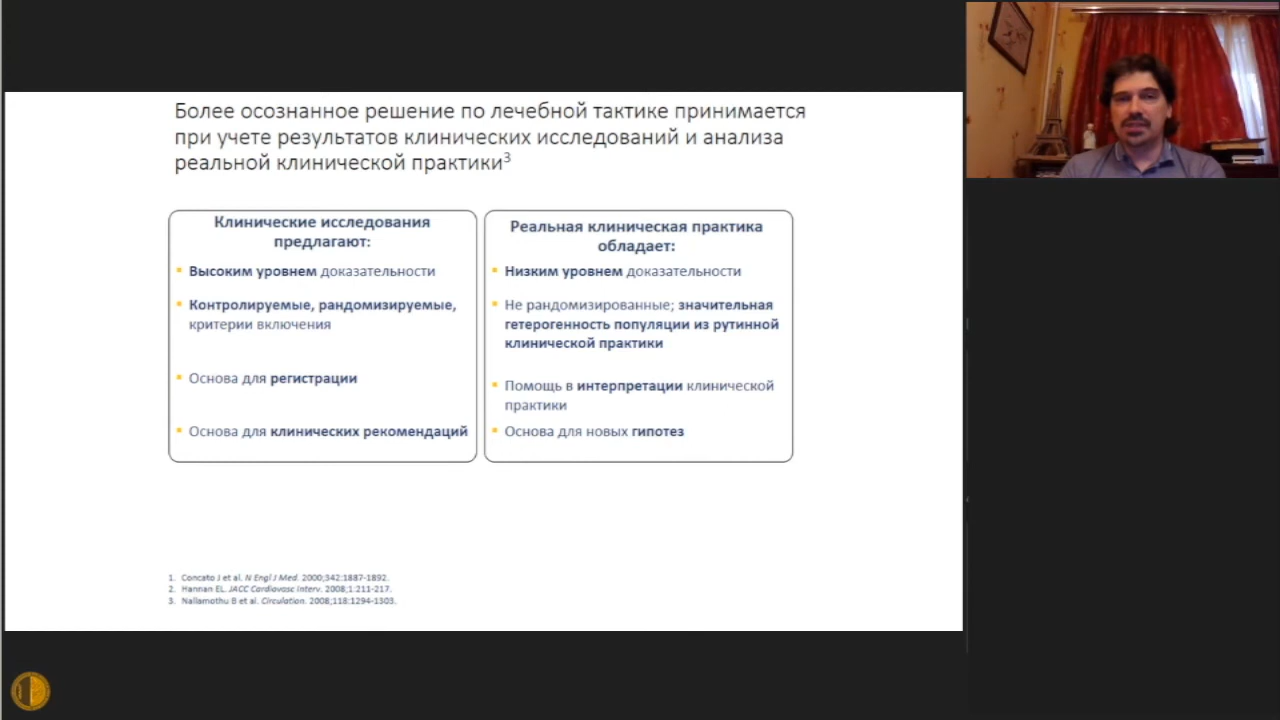 Более осознанное решение по лечебной тактике принимается
при учете результатов клинических исследований и анализа
реальной клинической практики3
Клинические исследования
предлагают:
Высоким уровнем доказательности
Контролируемые, рандомизируемые,
критерии включения
Основа для регистрации
Основа для клинических рекомендаций
Реальная клиническая практика
обладает:
Низким уровнем доказательности
Не рандомизированные; значительная
гетерогенность популяции из рутинной
клинической практики
Помощь в интерпретации клинической
практики
Основа для новых гипотез
1. Concato J et al. N Engl J Med. 2000;342:1887-1892.
2. Hannan EL. JACC Cardiovasc Interv. 2008;1:211-217.
3. Nallamothu B et al. Circulation. 2008;118:1294-1303.